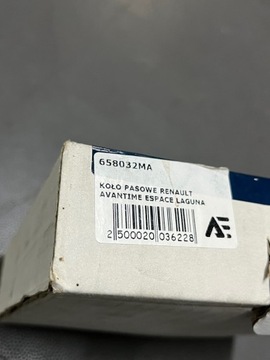 658032MA
KOŁO PASOWE RENAULT
AVANTIME ESPACE LAGUNA
2 500020 036228
AE